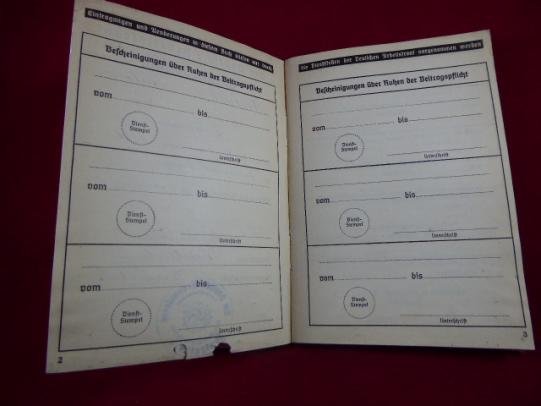 Eintragungen und Aenderungen in diesem Buch dürfen nur durch
Bescheinigungen über Ruhen der Beitragspflicht
vom bis
Dienst-
Stempel
Unterschrift
vom bis
Dienst-
Stempel
Unterschrift
vom bis
Dienst-
Stempel
Unterschrift
2
die Dienststellen der Deutschen Arbeitsfront vorgenommen werden
Bescheinigungen über Ruhen der Beitragspflicht
vom bis
Dienst-
Stempel
Unterschrift
vom bis
Dienst-
Stempel
Unterschrift
vom bis
Dienst-
Stempel
Unterschrift
3